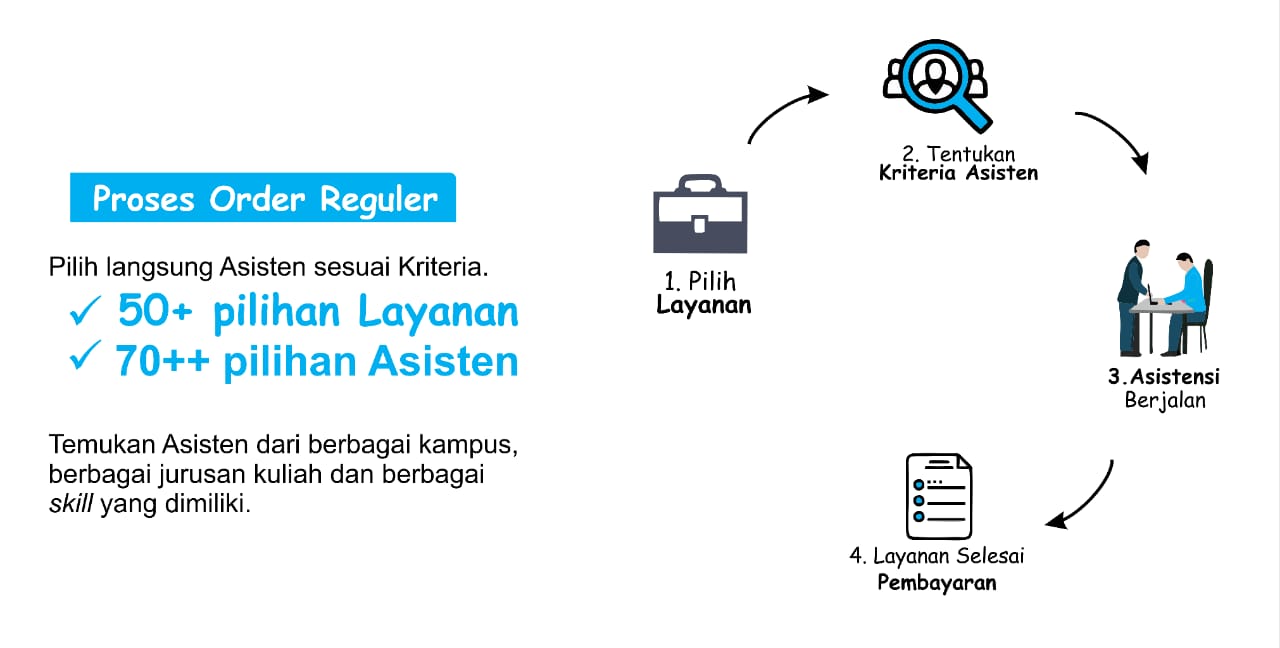 Proses Order Reguler
Pilih langsung Asisten sesuai Kriteria.
50+ pilihan Layanan
70++ pilihan Asisten
Temukan Asisten dari berbagai kampus,
berbagai jurusan kuliah dan berbagai
skill yang dimiliki.
1. Pilih
Layanan
2. Tentukan
Kriteria Asisten
3.Asistensi
Berjalan
4. Layanan Selesai
Pembayaran